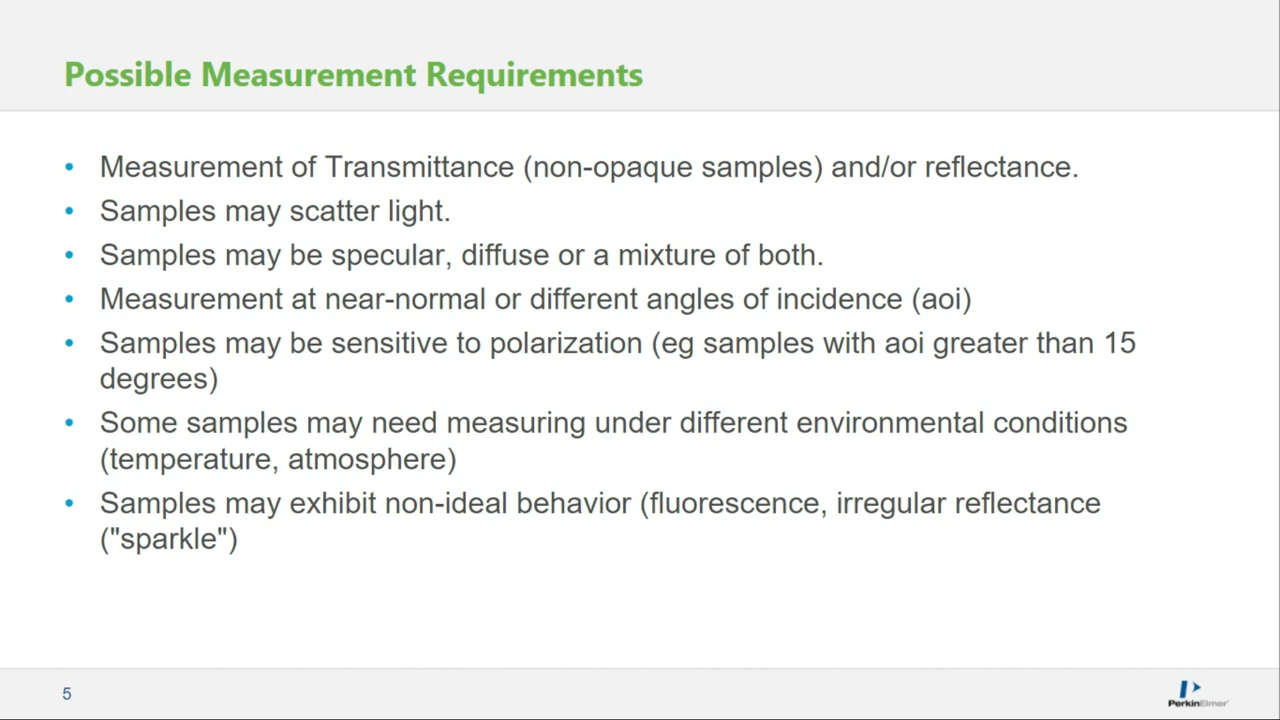 Possible Measurement Requirements
• Measurement of Transmittance (non-opaque samples) and/or reflectance.
• Samples may scatter light.
• Samples may be specular, diffuse or a mixture of both.
• Measurement at near-normal or different angles of incidence (aoi)
• Samples may be sensitive to polarization (eg samples with aoi greater than 15
degrees)
• Some samples may need measuring under different environmental conditions
(temperature, atmosphere)
• Samples may exhibit non-ideal behavior (fluorescence, irregular reflectance
("sparkle")
5
PerkinElmer